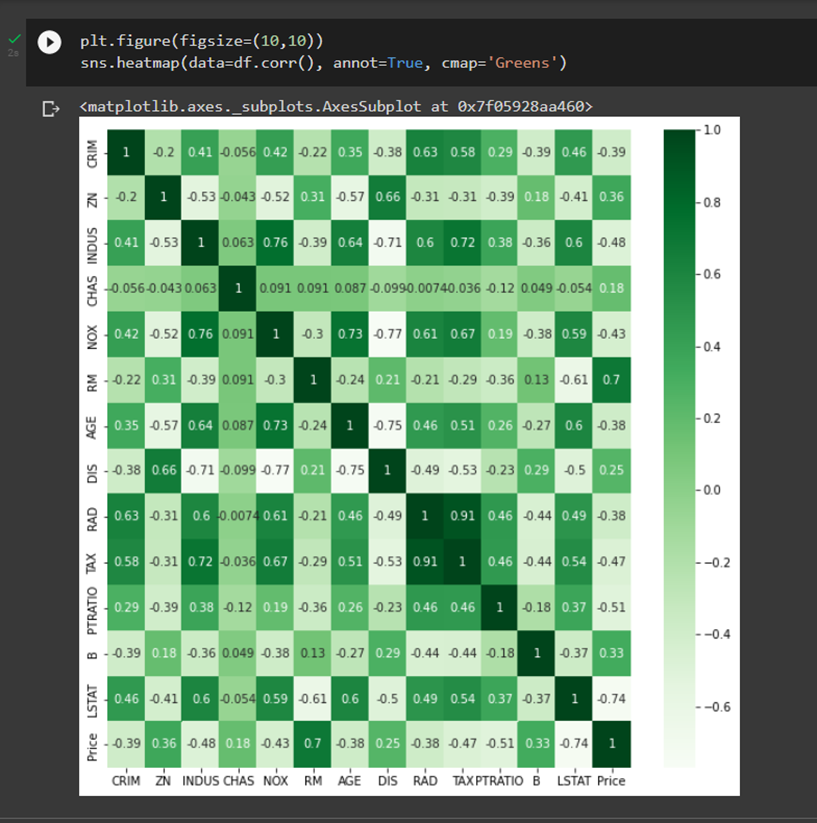 plt.figure(figsize=(10,10))
2s
sns.heatmap(data=df.corr(), annot=True, cmap='Greens')
<matplotlib.axes._subplots.AxesSubplot at 0x7f05928aa460>
CRIM 1 -0.2 0.41 -0.056 0.42 -0.22 0.35 -0.38 0.63 0.58 0.29 -0.39 0.46 -0.39
ZN -0.2 1 -0.53 -0.043 -0.52 0.31 -0.57 0.66 -0.31 -0.31 -0.39 0.18 -0.41 0.36
INDUS 0.41 -0.53 1 0.063 0.76 -0.39 0.64 -0.71 0.6 0.72 0.38 -0.36 0.6 -0.48
CHAS -0.056 -0.043 0.063 1 0.091 0.091 0.087 -0.099 -0.0074 -0.036 -0.12 0.049 -0.054 0.18
NOX 0.42 -0.52 0.76 0.091 1 -0.3 0.73 -0.77 0.61 0.67 0.19 -0.38 0.59 -0.43
RM -0.22 0.31 -0.39 0.091 -0.3 1 -0.24 0.21 -0.21 -0.29 -0.36 0.13 -0.61 0.7
AGE 0.35 -0.57 0.64 0.087 0.73 -0.24 1 -0.75 0.46 0.51 0.26 -0.27 0.6 -0.38
DIS -0.38 0.66 -0.71 -0.099 -0.77 0.21 -0.75 1 -0.49 -0.53 -0.23 0.29 -0.5 0.25
RAD 0.63 -0.31 0.6 -0.0074 0.61 -0.21 0.46 -0.49 1 0.91 0.46 -0.44 0.49 -0.38
TAX 0.58 -0.31 0.72 -0.036 0.67 -0.29 0.51 -0.53 0.91 1 0.46 -0.44 0.54 -0.47
PTRATIO 0.29 -0.39 0.38 -0.12 0.19 -0.36 0.26 -0.23 0.46 0.46 1 -0.18 0.37 -0.51
B -0.39 0.18 -0.36 0.049 -0.38 0.13 -0.27 0.29 -0.44 -0.44 -0.18 1 -0.37 0.33
LSTAT 0.46 -0.41 0.6 -0.054 0.59 -0.61 0.6 -0.5 0.49 0.54 0.37 -0.37 1 -0.74
Price -0.39 0.36 -0.48 0.18 -0.43 0.7 -0.38 0.25 -0.38 -0.47 -0.51 0.33 -0.74 1
CRIM ZN INDUS CHAS NOX RM AGE DIS RAD TAX PTRATIO B LSTAT Price
1.0
0.8
0.6
0.4
0.2
0.0
−0.2
−0.4
−0.6